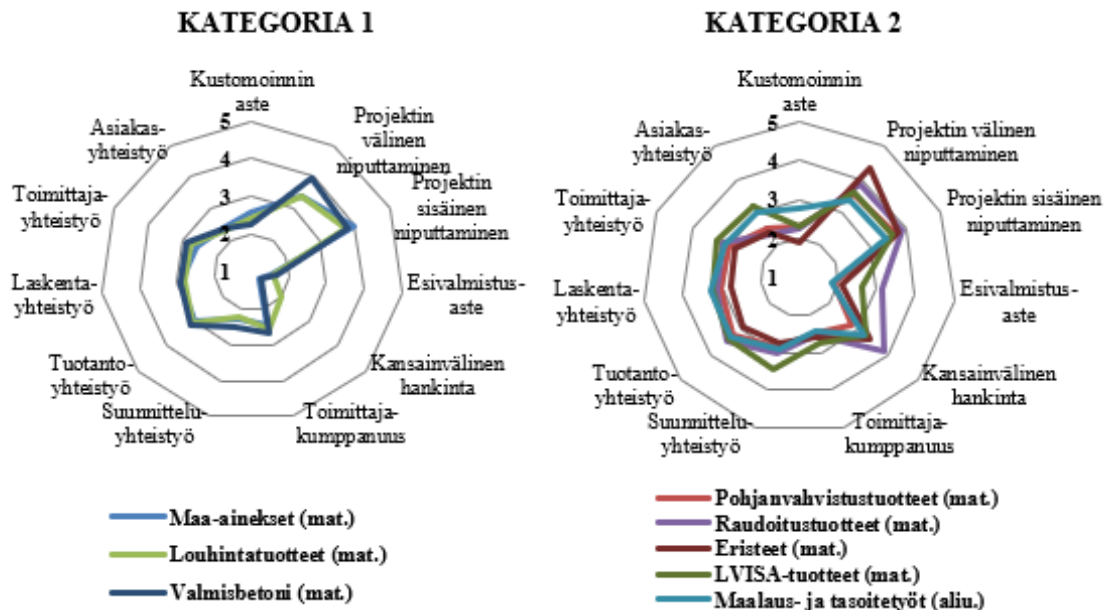 KATEGORIA 1
Kustomoinnin
aste
Projektin
välinen
niputtaminen
Projektin
sisäinen
niputtaminen
Esivalmistus-
aste
Kansainvälinen
hankinta
Toimittaja-
kumppanuus
Suunnittelu-
yhteistyö
Tuotanto-
yhteistyö
Laskenta-
yhteistyö
Toimittaja-
yhteistyö
Asiakas-
yhteistyö
5
4
3
2
1
Maa-ainekset (mat.)
Louhintatuotteet (mat.)
Valmisbetoni (mat.)
KATEGORIA 2
Kustomoinnin
aste
Projektin välinen
niputtaminen
Projektin sisäinen
niputtaminen
Esivalmistus-
aste
Kansainvälinen
hankinta
Toimittaja-
kumppanuus
Suunnittelu-
yhteistyö
Tuotanto-
yhteistyö
Laskenta-
yhteistyö
Toimittaja-
yhteistyö
Asiakas-
yhteistyö
5
4
3
2
1
Pohjanvahvistustuotteet (mat.)
Raudoitustuotteet (mat.)
Eristeet (mat.)
LVISA-tuotteet (mat.)
Maalaus- ja tasoitetyöt (aliu.)